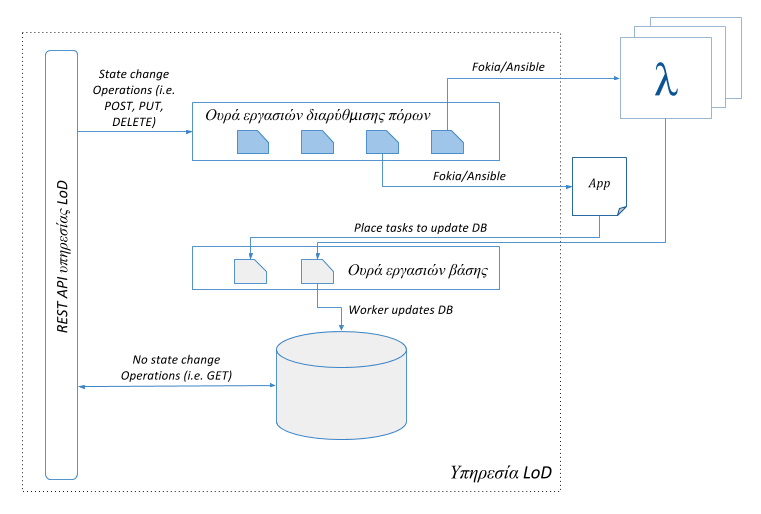 State change
Operations (i.e.
POST, PUT,
DELETE)
Fokia/Ansible
λ
Ουρά εργασιών διαρύθμισης πόρων
Fokia/Ansible
App
Place tasks to update DB
Ουρά εργασιών βάσης
REST API υπηρεσίας LoD
Worker updates DB
No state change
Operations (i.e. GET)
Υπηρεσία LoD